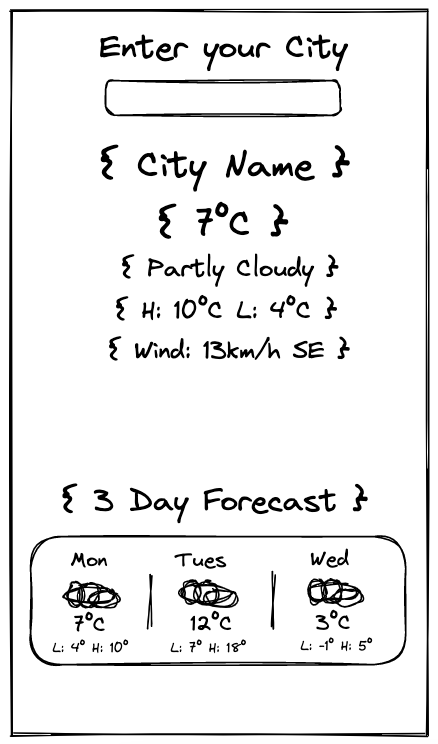 Enter your City
{ City Name }
{ 7°C }
{ Partly Cloudy }
{ H: 10°C L: 4°C }
{ Wind: 13km/h SE }
{ 3 Day Forecast }
Mon Tues Wed
7°C 12°C 3°C
L: 4° H: 10° L: 7° H: 18° L: -1° H: 5°